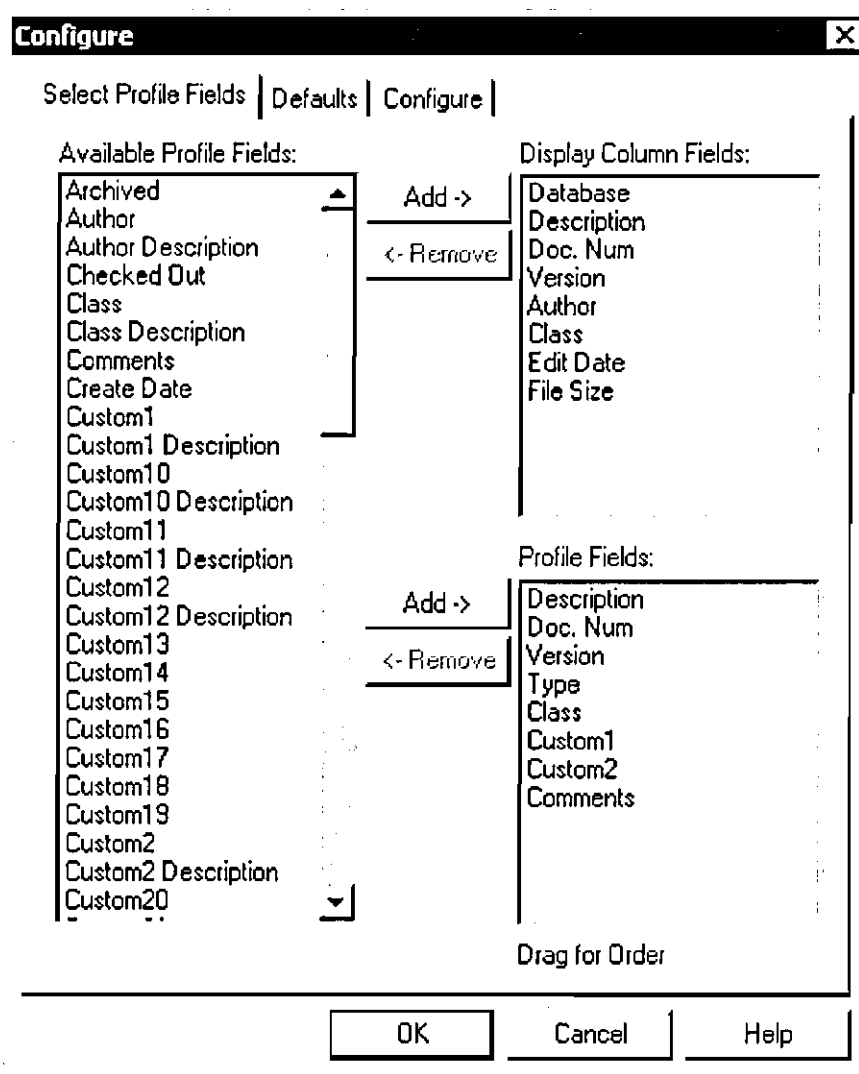 Configure
Select Profile Fields
Defaults
Configure
Available Profile Fields:
Archived
Author
Author Description
Checked Out
Class
Class Description
Comments
Create Date
Custom1
Custom1 Description
Custom10
Custom10 Description
Custom11
Custom11 Description
Custom12
Custom12 Description
Custom13
Custom14
Custom15
Custom16
Custom17
Custom18
Custom19
Custom2
Custom2 Description
Custom20
Add ->
<- Remove
Display Column Fields:
Database
Description
Doc. Num
Version
Author
Class
Edit Date
File Size
Add ->
<- Remove
Profile Fields:
Description
Doc. Num
Version
Type
Class
Custom1
Custom2
Comments
Drag for Order
OK
Cancel
Help